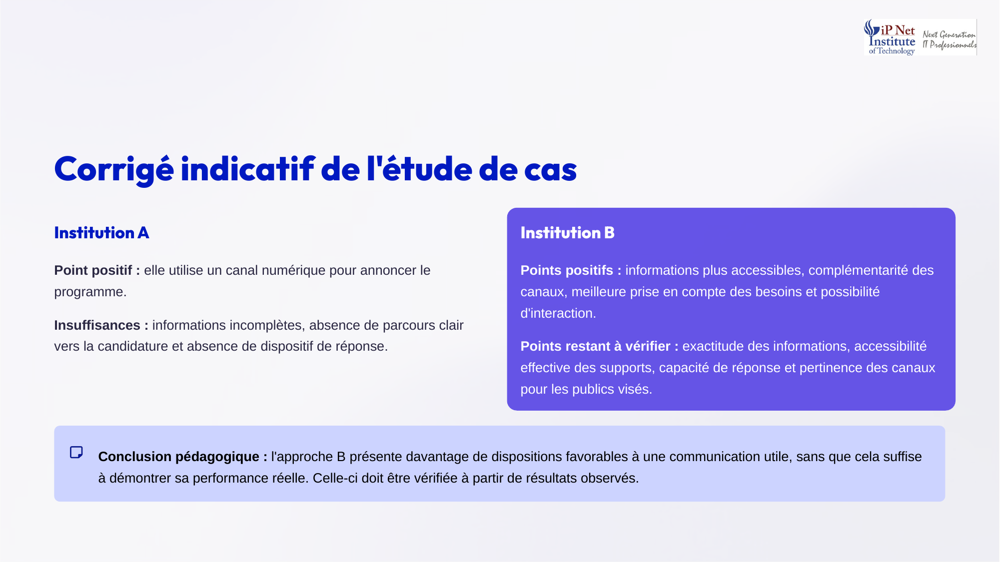 iP Net
Institute
of Technology
Next Generation
IT Professionnels
Corrigé indicatif de l'étude de cas
Institution A
Point positif : elle utilise un canal numérique pour annoncer le
programme.
Insuffisances : informations incomplètes, absence de parcours clair
vers la candidature et absence de dispositif de réponse.
Institution B
Points positifs : informations plus accessibles, complémentarité des
canaux, meilleure prise en compte des besoins et possibilité
d'interaction.
Points restant à vérifier : exactitude des informations, accessibilité
effective des supports, capacité de réponse et pertinence des canaux
pour les publics visés.
Conclusion pédagogique : l'approche B présente davantage de dispositions favorables à une communication utile, sans que cela suffise
à démontrer sa performance réelle. Celle-ci doit être vérifiée à partir de résultats observés.